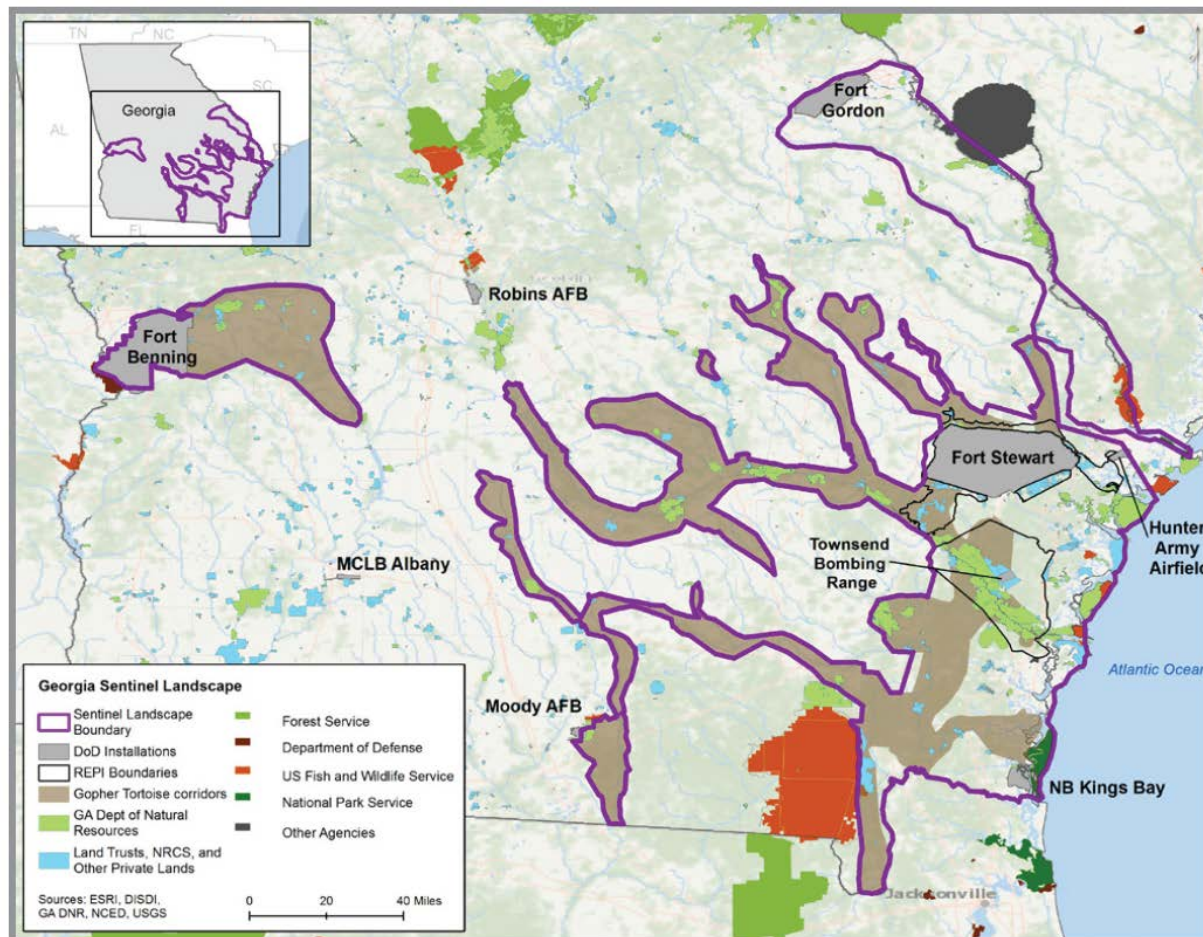 TN
NC
SC
Georgia
AL
FL
Fort
Gordon
Robins AFB
Fort
Benning
Fort Stewart
Hunter
Army
Airfield
Townsend
Bombing
Range
MCLB Albany
Atlantic Ocean
Moody AFB
NB Kings Bay
Jacksonville
Georgia Sentinel Landscape
Sentinel Landscape
Boundary
DoD Installations
REPI Boundaries
Gopher Tortoise corridors
GA Dept of Natural
Resources
Land Trusts, NRCS, and
Other Private Lands
Forest Service
Department of Defense
US Fish and Wildlife Service
National Park Service
Other Agencies
Sources: ESRI, DISDI,
GA DNR, NCED, USGS
0 20 40 Miles